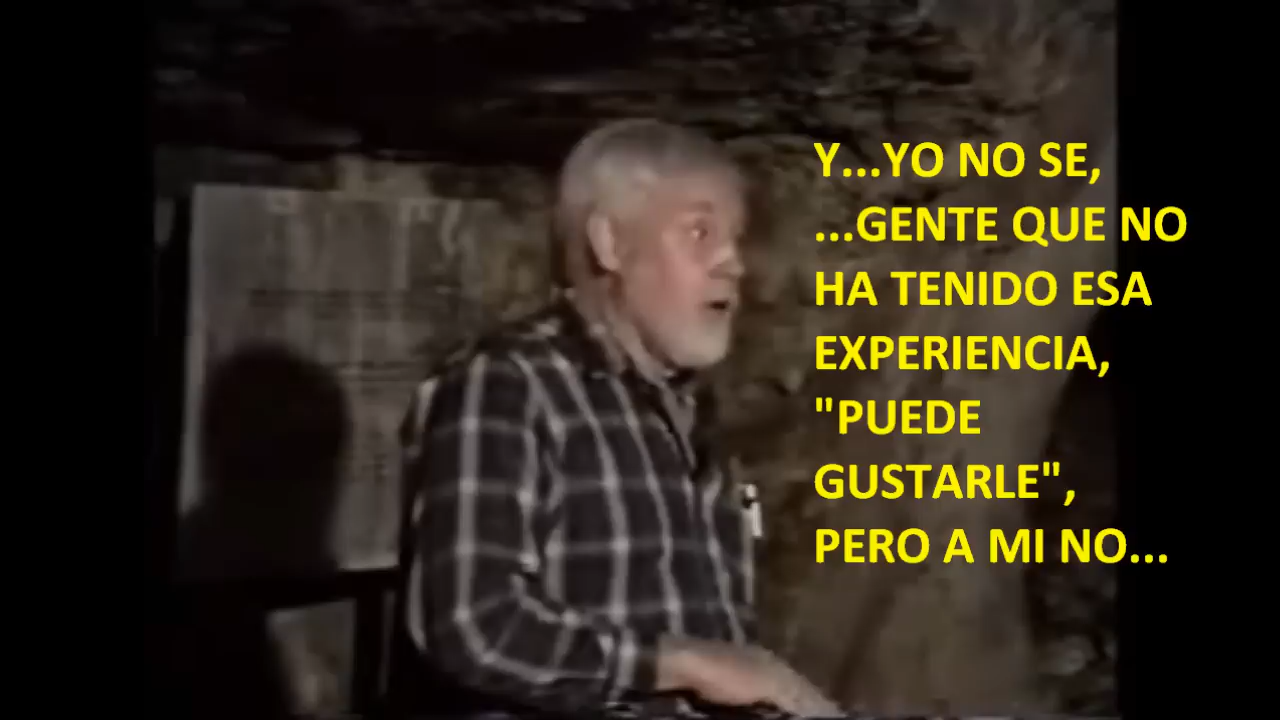 Y...YO NO SE,
...GENTE QUE NO
HA TENIDO ESA
EXPERIENCIA,
"PUEDE
GUSTARLE",
PERO A MI NO...